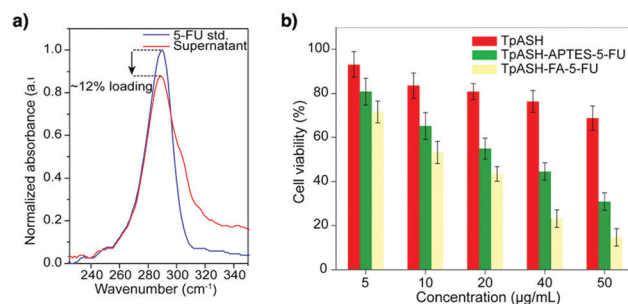 a)
5-FU std.
Supernatant
~12% loading
Normalized absorbance (a.u
1.0
0.8
0.6
0.4
0.2
0.0
240 260 280 300 320 340
Wavenumber (cm-1)
b)
TpASH
TpASH-APTES-5-FU
TpASH-FA-5-FU
Cell viability (%)
100
80
60
40
20
0
5 10 20 40 50
Concentration (µg/mL)